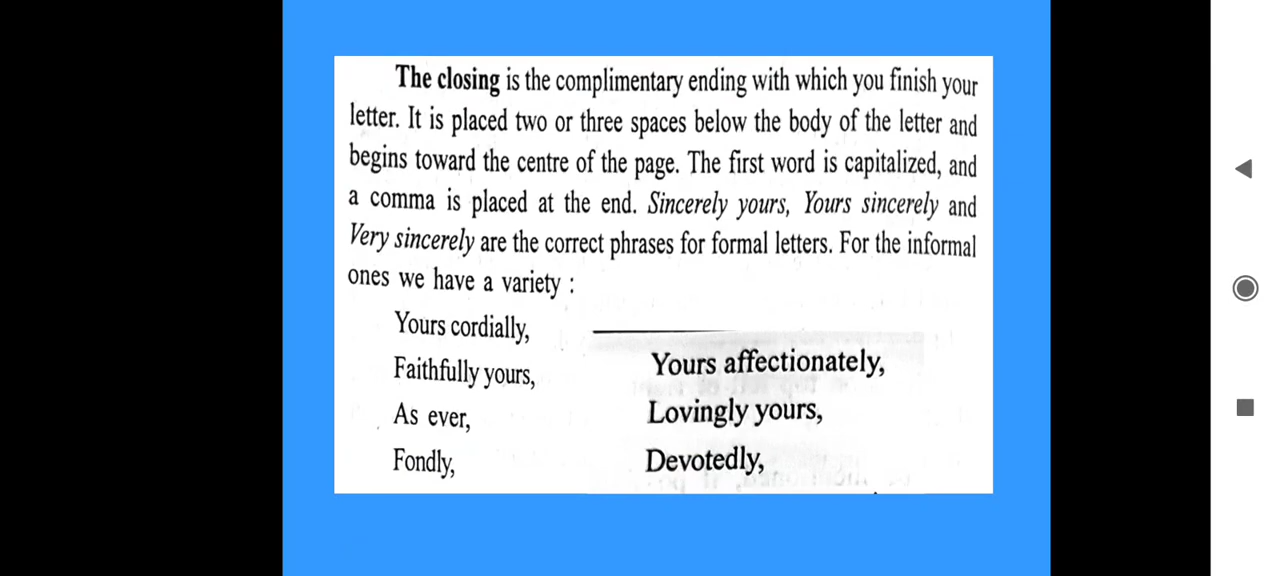 The closing is the complimentary ending with which you finish your
letter. It is placed two or three spaces below the body of the letter and
begins toward the centre of the page. The first word is capitalized, and
a comma is placed at the end. Sincerely yours, Yours sincerely and
Very sincerely are the correct phrases for formal letters. For the informal
ones we have a variety :
Yours cordially,
Faithfully yours,
As ever,
Fondly,
Yours affectionately,
Lovingly yours,
Devotedly,